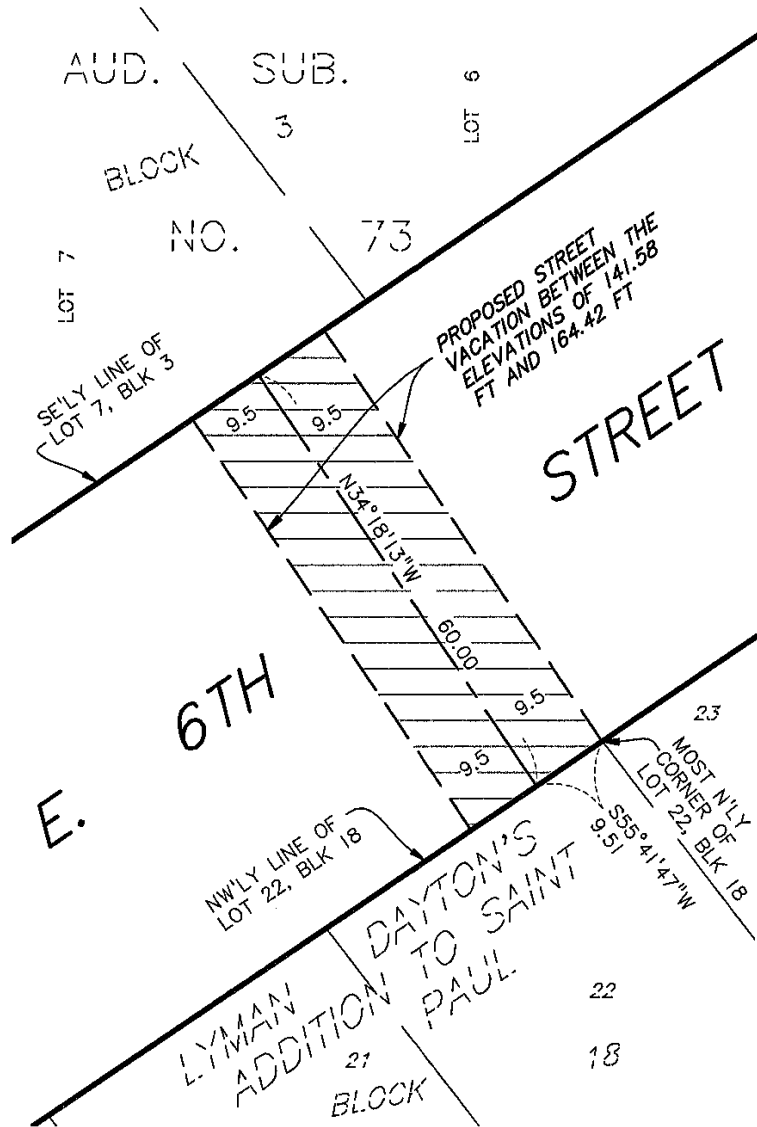 AUD. SUB.
3
LOT 6
BLOCK
NO. 73
LOT 7
PROPOSED STREET
VACATION BETWEEN THE
ELEVATIONS OF 141.58
FT AND 164.42 FT
SE'LY LINE OF
LOT 7, BLK 3
9.5
9.5
STREET
N34°18'13"W
60.00
6TH
E.
9.5
9.5
23
MOST N'LY
CORNER OF
LOT 22, BLK 18
S55°41'47"W
9.51
NW'LY LINE OF
LOT 22, BLK 18
LYMAN DAYTON'S
ADDITION TO SAINT
PAUL
22
21
18
BLOCK